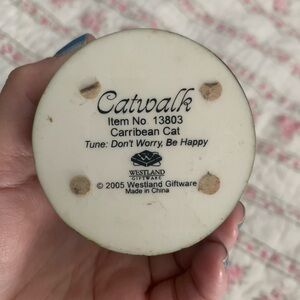 Catwalk
Item No. 13803
Carribean Cat
Tune: Don't Worry, Be Happy
WESTLAND
GIFTWARE
© 2005 Westland Giftware
Made in China